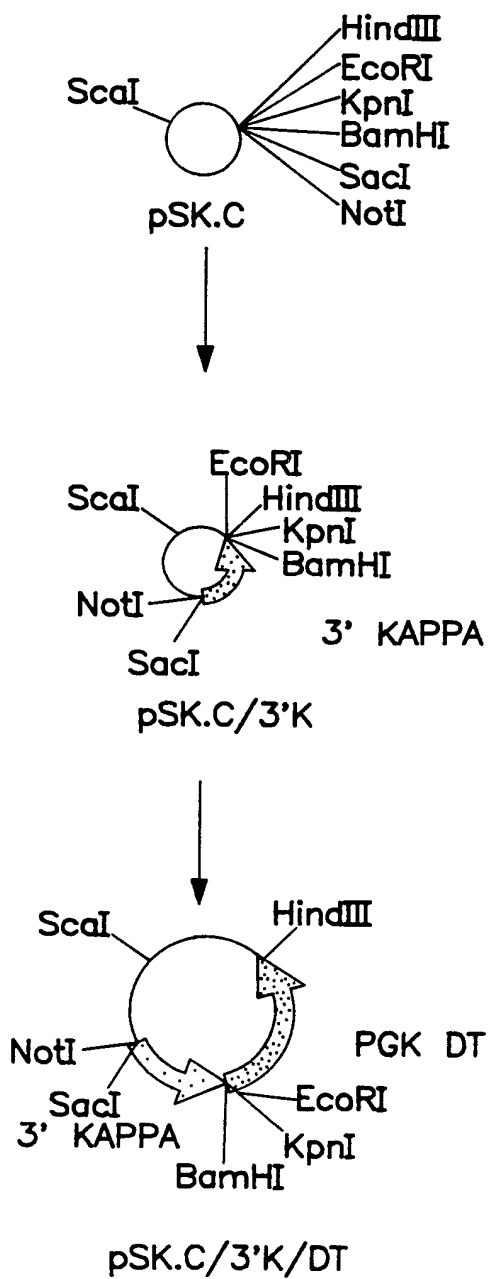 HindIII
EcoRI
ScaI
KpnI
BamHI
SacI
NotI
pSK.C
EcoRI
ScaI
HindIII
KpnI
BamHI
NotI
3' KAPPA
SacI
pSK.C/3'K
HindIII
ScaI
NotI
PGK DT
SacI
EcoRI
3' KAPPA
KpnI
BamHI
pSK.C/3'K/DT